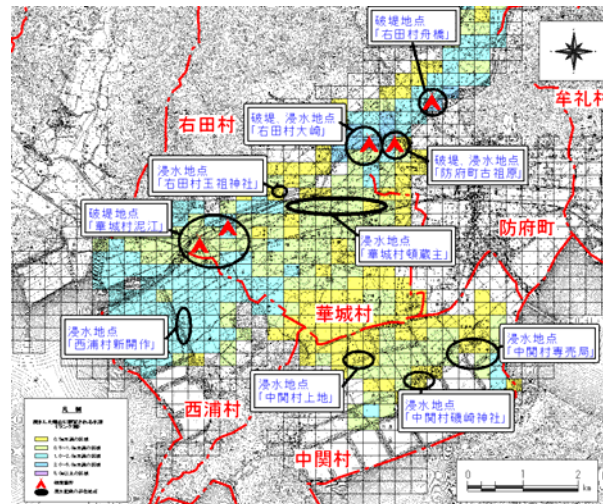 破堤地点
「右田村舟橋」
牟礼村
破堤、浸水地点
「右田村大崎」
右田村
破堤、浸水地点
「防府町古祖原」
浸水地点
「右田村玉祖神社」
破堤地点
「華城村泥江」
防府町
浸水地点
「華城村頓蔵主」
華城村
浸水地点
「西浦村新開作」
浸水地点
「中関村専売局」
浸水地点
「中関村上地」
浸水地点
「中関村磯崎神社」
西浦村
中関村
凡例
0 1 2
km